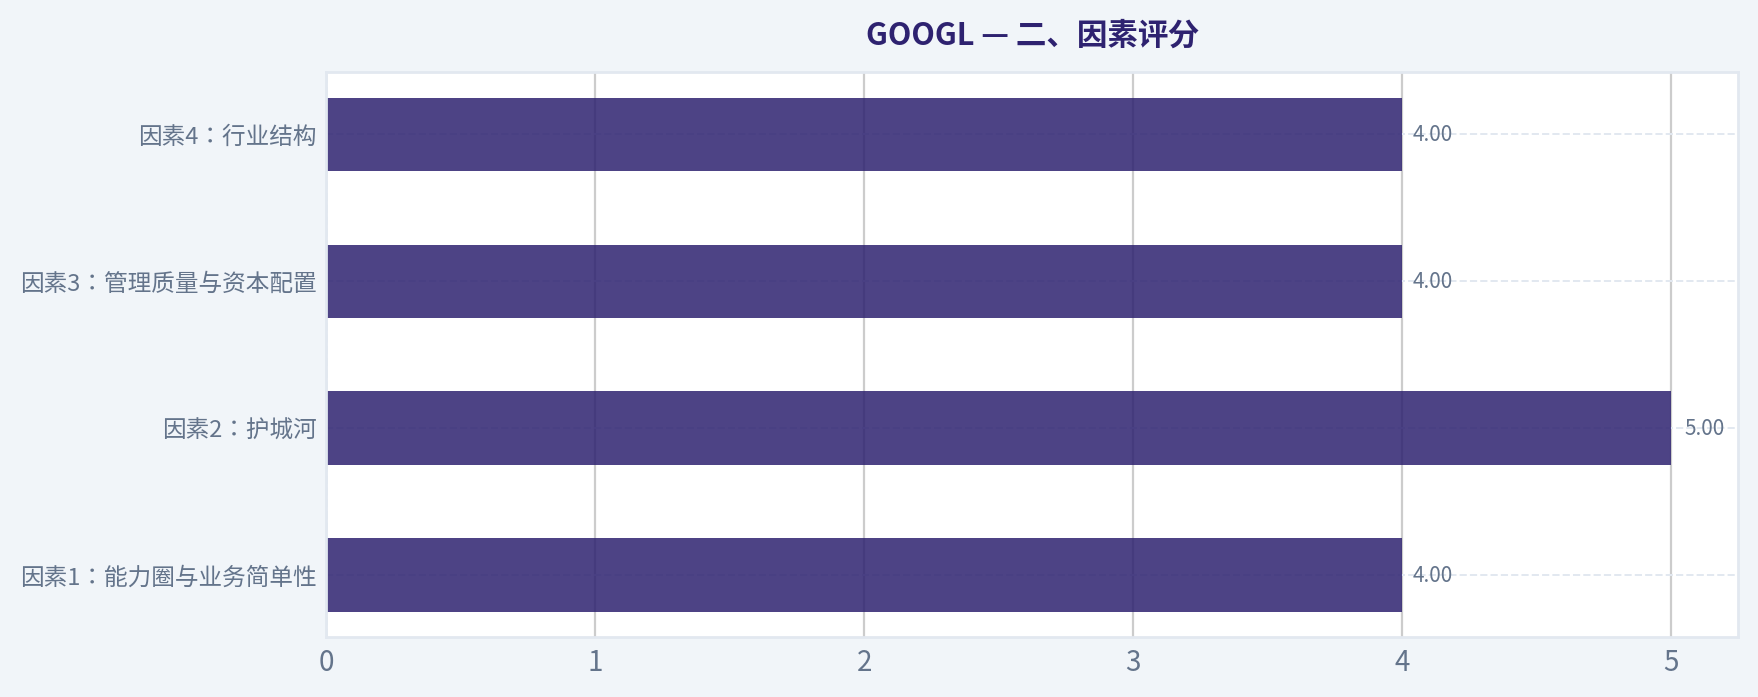 GOOGL — 二、因素评分
因素4：行业结构
4.00
因素3：管理质量与资本配置
4.00
因素2：护城河
5.00
因素1：能力圈与业务简单性
4.00
0 1 2 3 4 5